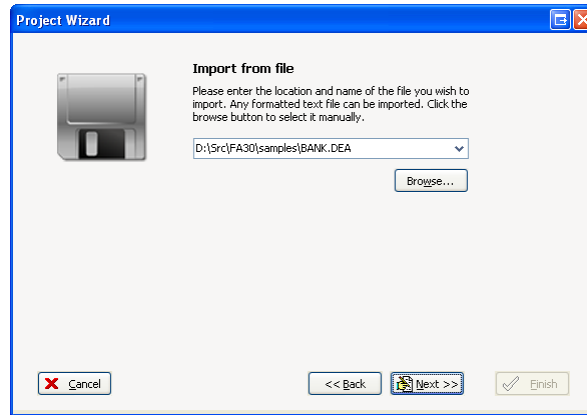 Project Wizard
Import from file
Please enter the location and name of the file you wish to
import. Any formatted text file can be imported. Click the
browse button to select it manually.
D:\Src\FA30\samples\BANK.DEA
Browse...
Cancel
<< Back
Next >>
Finish